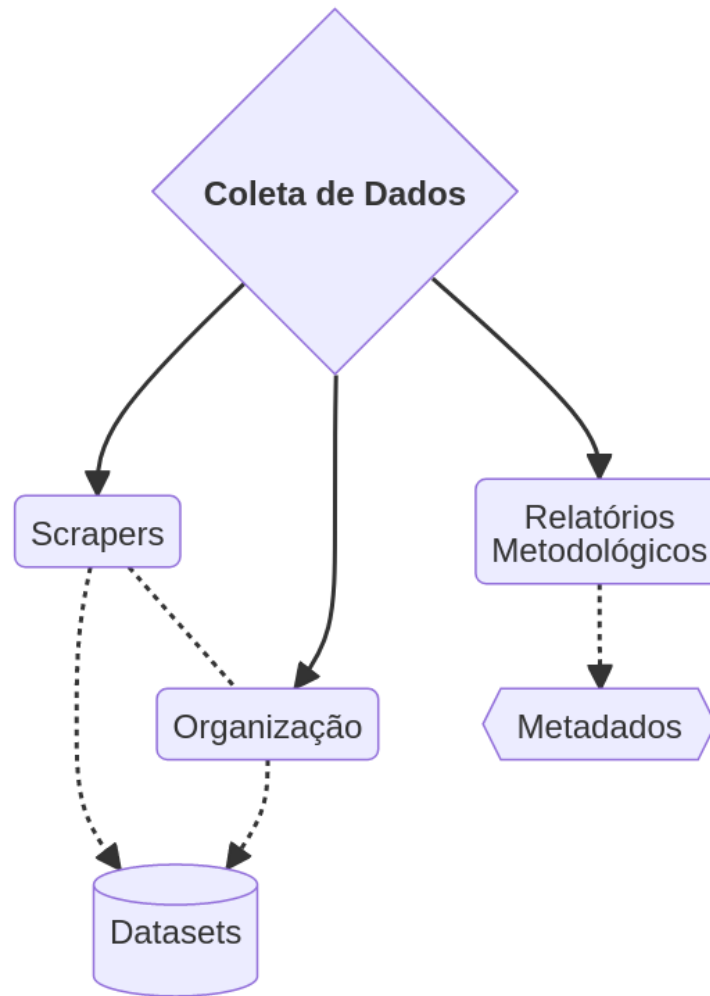 Coleta de Dados
Scrapers
Relatórios
Metodológicos
Organização
Metadados
Datasets